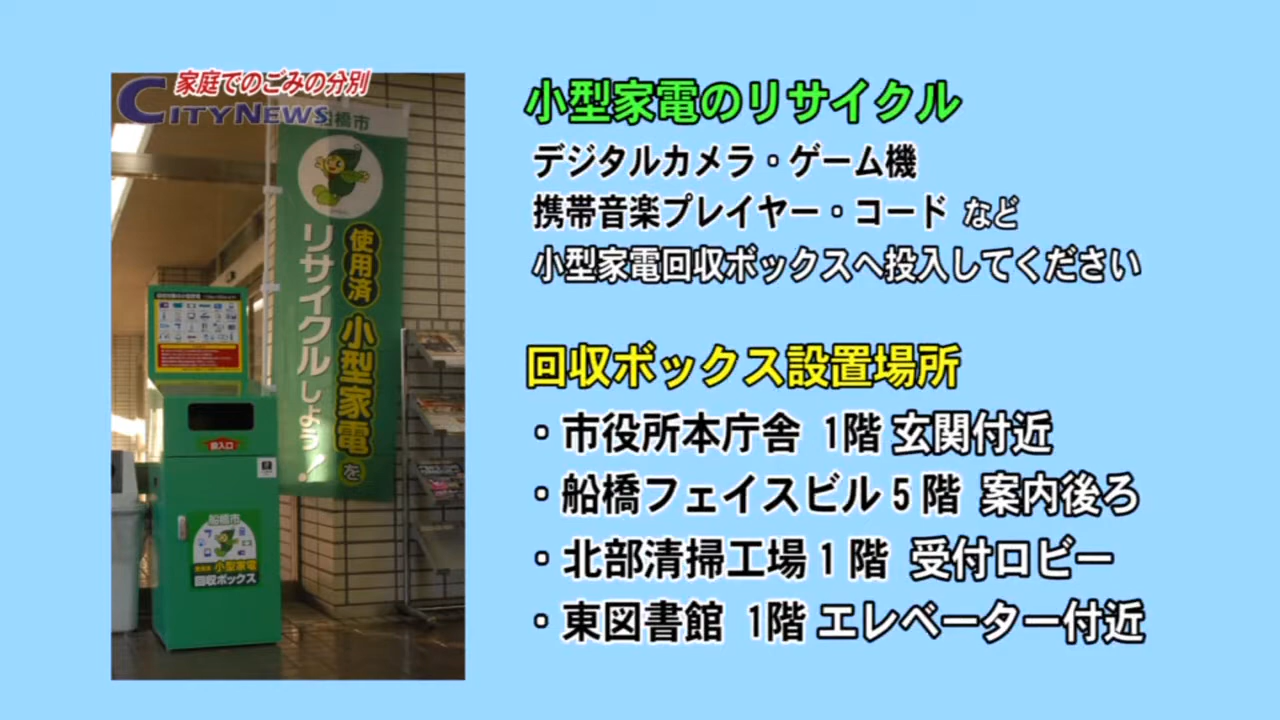 家庭でのごみの分別
CITY NEWS
船橋市
使用済
小型家電を
リサイクルしよう!
投入口
船橋市
小型家電
回収ボックス
小型家電のリサイクル
デジタルカメラ・ゲーム機
携帯音楽プレイヤー・コード など
小型家電回収ボックスへ投入してください
回収ボックス設置場所
・市役所本庁舎 1階 玄関付近
・船橋フェイスビル 5 階 案内後ろ
・北部清掃工場 1 階 受付ロビー
・東図書館 1階 エレベーター付近